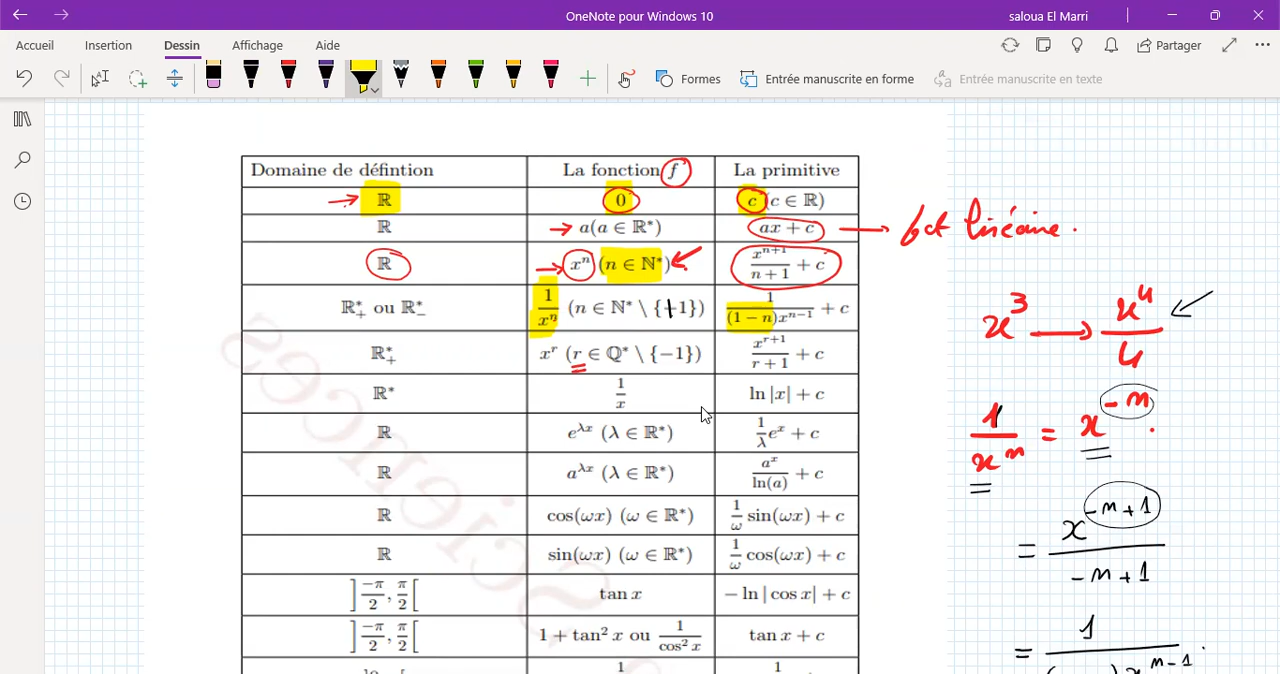 OneNote pour Windows 10
saloua El Marri
Accueil Insertion Dessin Affichage Aide
Partager
Formes Entrée manuscrite en forme Entrée manuscrite en texte
Domaine de défintion La fonction f La primitive
ℝ 0 c (c ∈ ℝ)
ℝ a(a ∈ ℝ*) ax + c → fct linéaire.
ℝ xⁿ (n ∈ ℕ*) xⁿ⁺¹/(n + 1) + c
ℝ*₊ ou ℝ*₋ 1/xⁿ (n ∈ ℕ* \ {+1}) 1/((1 − n)xⁿ⁻¹) + c
x³ → x⁴/4
ℝ*₊ xʳ (r ∈ ℚ* \ {−1}) xʳ⁺¹/(r + 1) + c
ℝ* 1/x ln |x| + c
1/xⁿ = x⁻ⁿ.
ℝ e^{λx} (λ ∈ ℝ*) (1/λ)eˣ + c
ℝ a^{λx} (λ ∈ ℝ*) aˣ/ln(a) + c
ℝ cos(ωx) (ω ∈ ℝ*) (1/ω) sin(ωx) + c
= x⁻ⁿ⁺¹/(−n+1)
ℝ sin(ωx) (ω ∈ ℝ*) (1/ω) cos(ωx) + c
]−π/2, π/2[ tan x − ln | cos x| + c
]−π/2, π/2[ 1 + tan² x ou 1/cos² x tan x + c
sciences